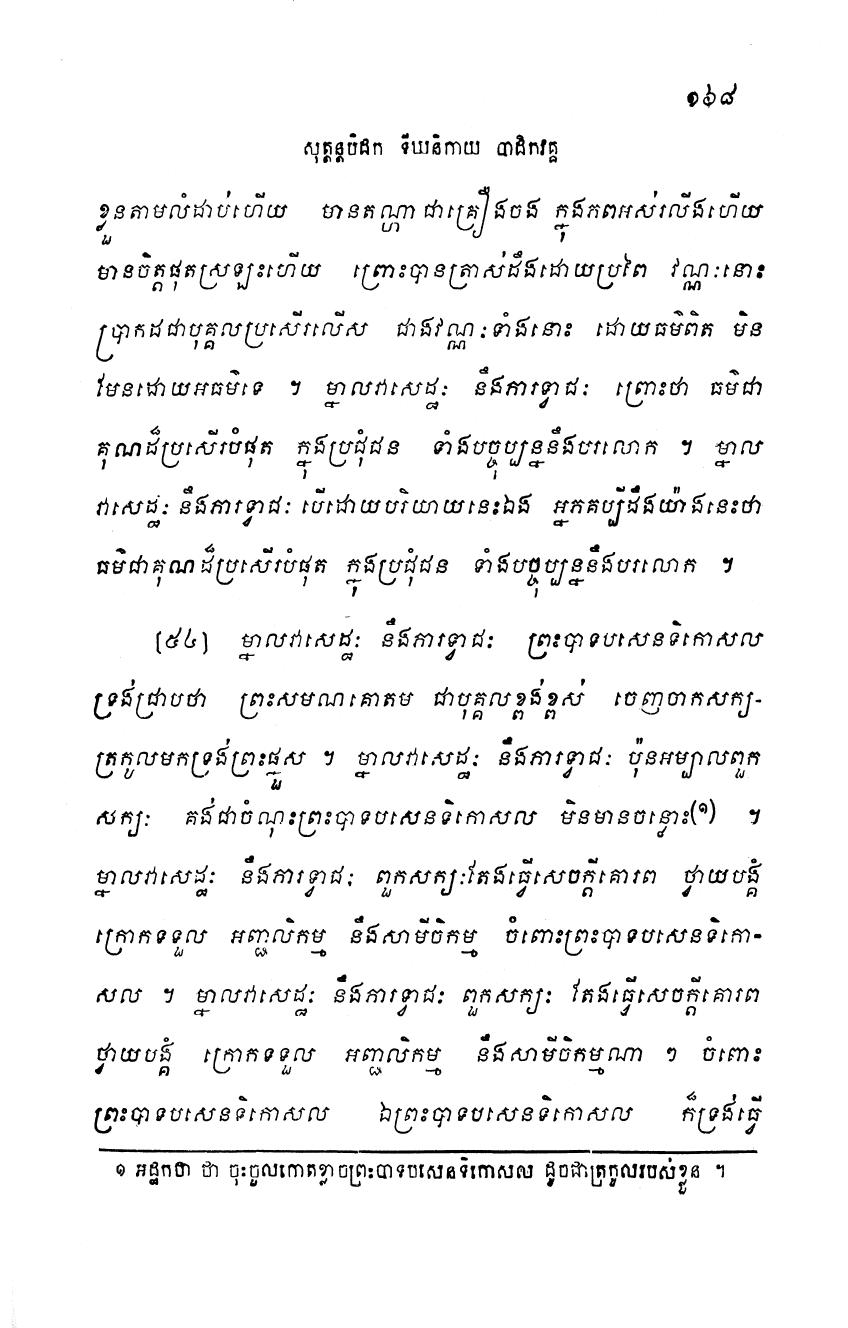 ១៦៨
សុត្តន្តបិដក ទីឃនិកាយ បាដិកវគ្គ
ខ្លួនតាមលំដាប់ហើយ មានតណ្ហាជាគ្រឿងចង ក្នុងភពអស់រលីងហើយ
មានចិត្តផុតស្រឡះហើយ ព្រោះបានត្រាស់ដឹងដោយប្រពៃ វណ្ណៈនោះ
ប្រាកដជាបុគ្គលប្រសើរលើស ជាងវណ្ណៈទាំងនោះ ដោយធម៌ពិត មិន
មែនដោយអធម៌ទេ ។ ម្នាលវាសេដ្ឋៈ នឹងភារទ្វាជៈ ព្រោះថា ធម៌ជា
គុណដ៏ប្រសើរបំផុត ក្នុងប្រជុំជន ទាំងបច្ចុប្បន្ននឹងបរលោក ។ ម្នាល
វាសេដ្ឋៈ នឹងភារទ្វាជៈ បើដោយបរិយាយនេះឯង អ្នកគប្បីដឹងយ៉ាងនេះថា
ធម៌ជាគុណដ៏ប្រសើរបំផុត ក្នុងប្រជុំជន ទាំងបច្ចុប្បន្ននឹងបរលោក ។
[៥៤] ម្នាលវាសេដ្ឋៈ នឹងភារទ្វាជៈ ព្រះបាទបសេនទិកោសល
ទ្រង់ជ្រាបថា ព្រះសមណគោតម ជាបុគ្គលខ្ពង់ខ្ពស់ ចេញចាកសក្យ-
ត្រកូលមកទ្រង់ព្រះផ្នួស ។ ម្នាលវាសេដ្ឋៈ នឹងភារទ្វាជៈ ប៉ុនអម្បាលពួក
សក្យៈ គង់ជាចំណុះព្រះបាទបសេនទិកោសល មិនមានចន្លោះ(១) ។
ម្នាលវាសេដ្ឋៈ នឹងភារទ្វាជៈ ពួកសក្យៈតែងធ្វើសេចក្តីគោរព ថ្វាយបង្គំ
ក្រោកទទួល អញ្ជលិកម្ម នឹងសាមីចិកម្ម ចំពោះព្រះបាទបសេនទិកោ-
សល ។ ម្នាលវាសេដ្ឋៈ នឹងភារទ្វាជៈ ពួកសក្យៈ តែងធ្វើសេចក្តីគោរព
ថ្វាយបង្គំ ក្រោកទទួល អញ្ជលិកម្ម នឹងសាមីចិកម្មណា ៗ ចំពោះ
ព្រះបាទបសេនទិកោសល ឯព្រះបាទបសេនទិកោសល ក៏ទ្រង់ធ្វើ
១ អដ្ឋកថា ថា ចុះចូលកោតខ្លាចព្រះបាទបសេនទិកោសល ដូចជាត្រកូលរបស់ខ្លួន ។